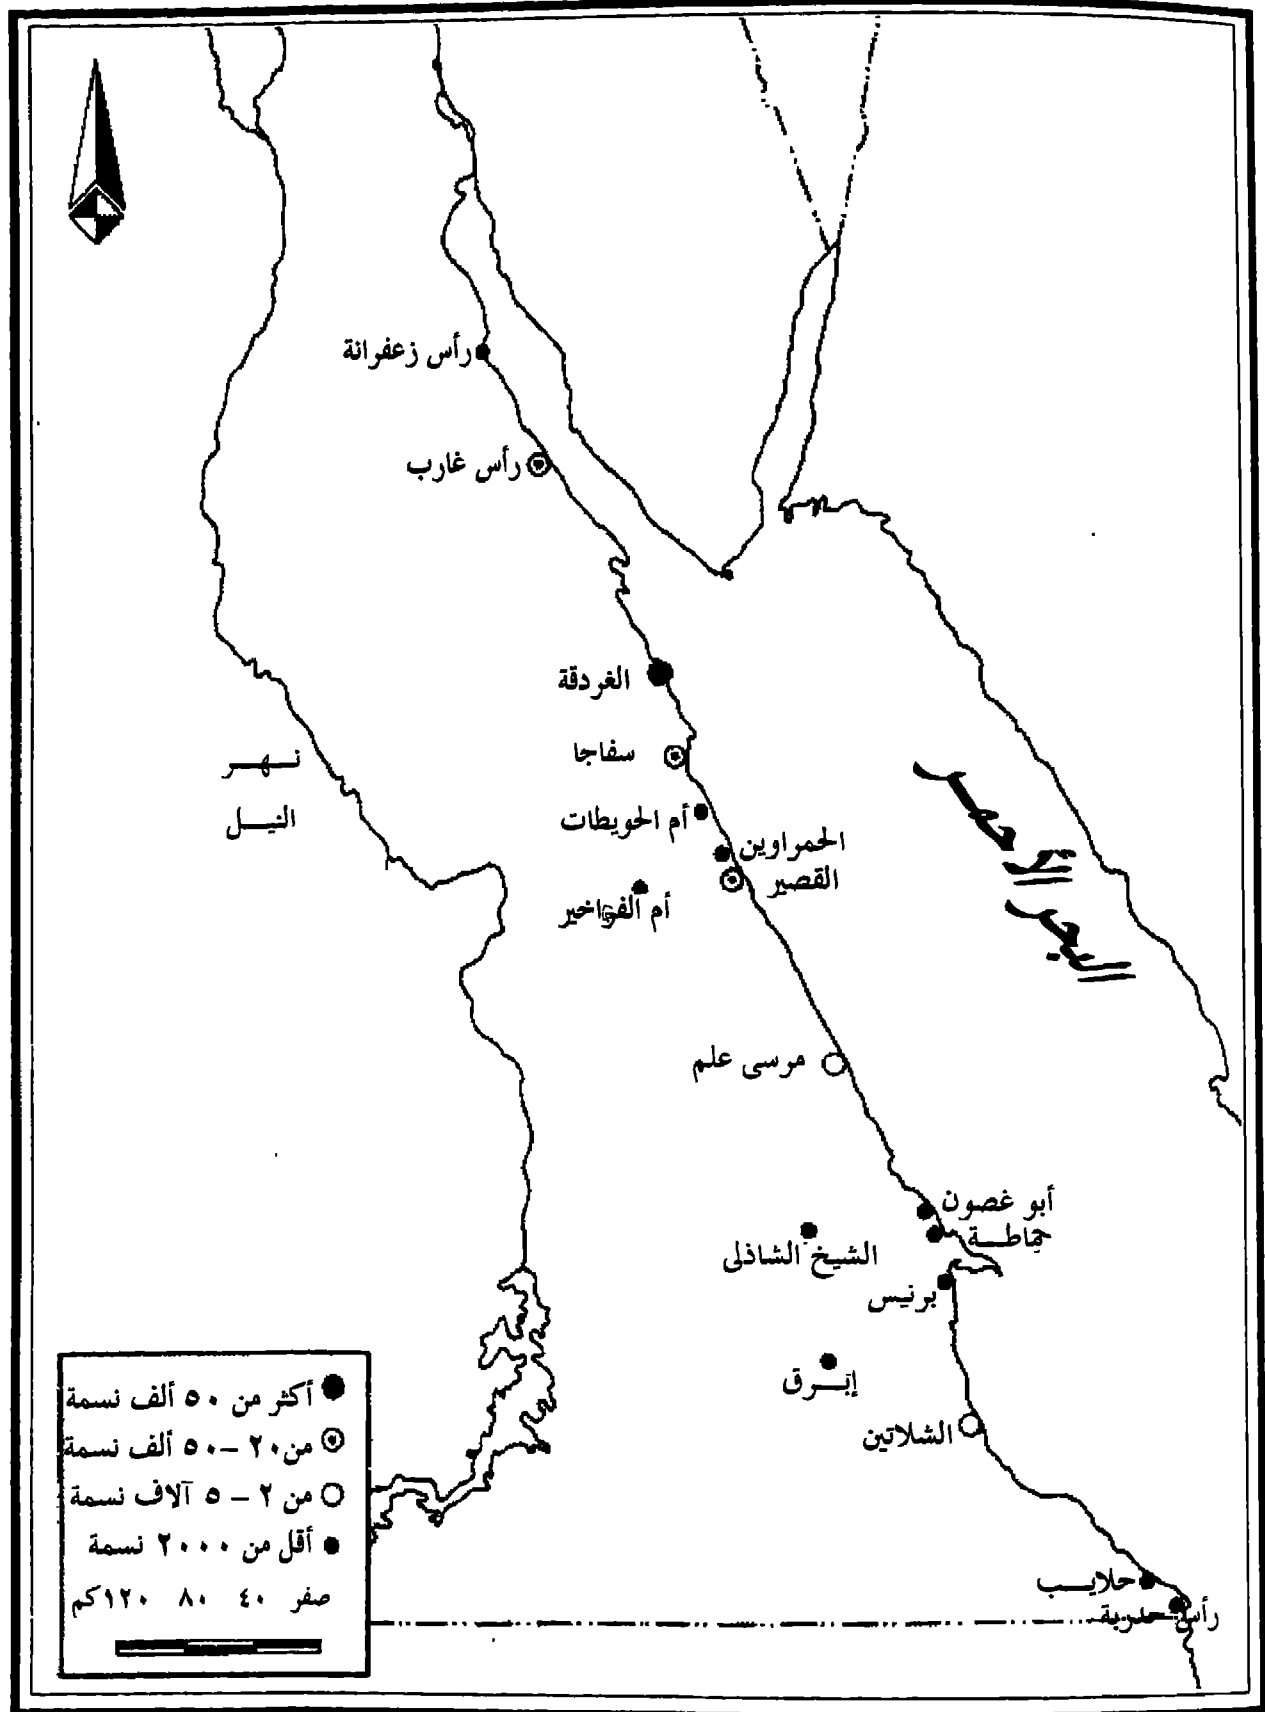 رأس زعفرانة
رأس غارب
الغردقة
سفاجا
نهر
النيل
أم الحويطات
الحمراوين
القصير
أم الفواخير
البحر الأحمر
مرسى علم
أبو غصون
حماطة
الشيخ الشاذلى
برنيس
إبرق
الشلاتين
حلايب
رأس حدربة
أكثر من ٥٠ ألف نسمة
من ٢٠ – ٥٠ ألف نسمة
من ٢ – ٥ آلاف نسمة
أقل من ٢٠٠٠ نسمة
صفر ٤٠ ٨٠ ١٢٠كم